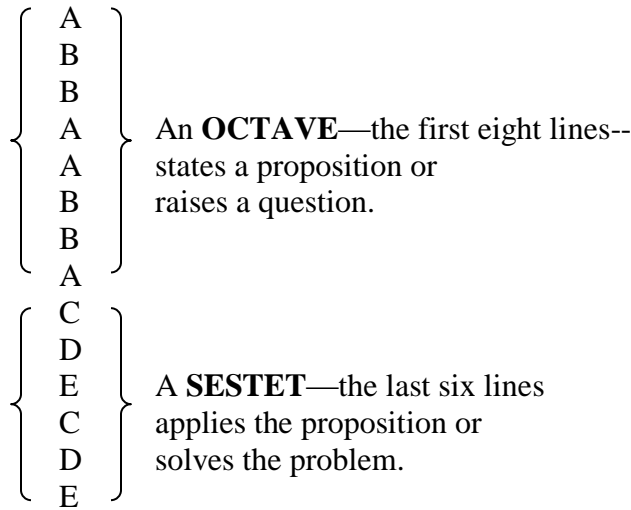 A
B
B
A An OCTAVE—the first eight lines--
A states a proposition or
B raises a question.
B
A
C
D
E A SESTET—the last six lines
C applies the proposition or
D solves the problem.
E